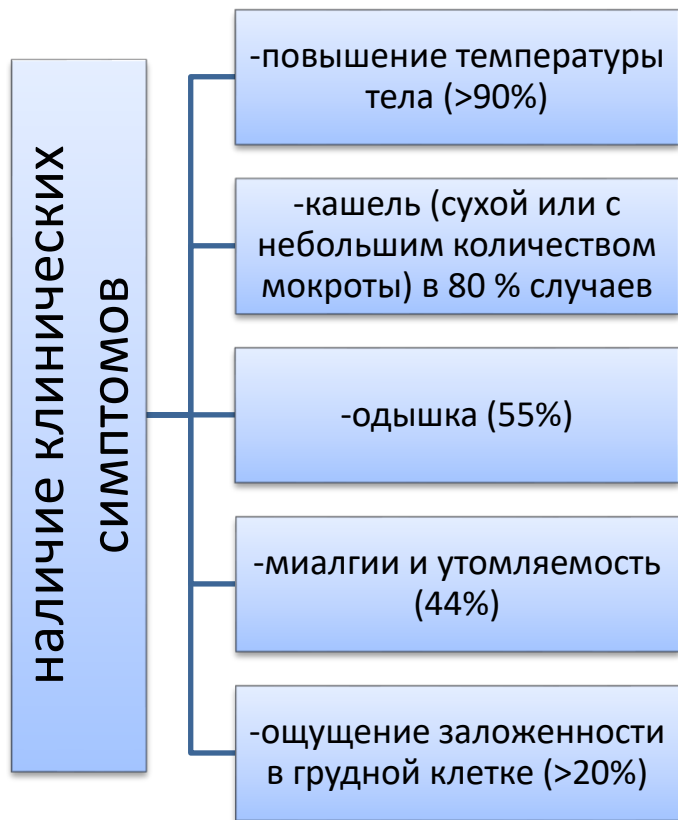 наличие клинических
симптомов
-повышение температуры
тела (>90%)
-кашель (сухой или с
небольшим количеством
мокроты) в 80 % случаев
-одышка (55%)
-миалгии и утомляемость
(44%)
-ощущение заложенности
в грудной клетке (>20%)